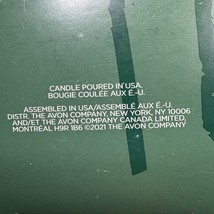 CANDLE POURED IN USA.
BOUGIE COULÉE AUX É.-U.
ASSEMBLED IN USA/ASSEMBLÉ AUX É.-U.
DISTR. THE AVON COMPANY, NEW YORK, NY 10006
AND/ET THE AVON COMPANY CANADA LIMITED,
MONTREAL H9R 1B6 ©2021 THE AVON COMPANY